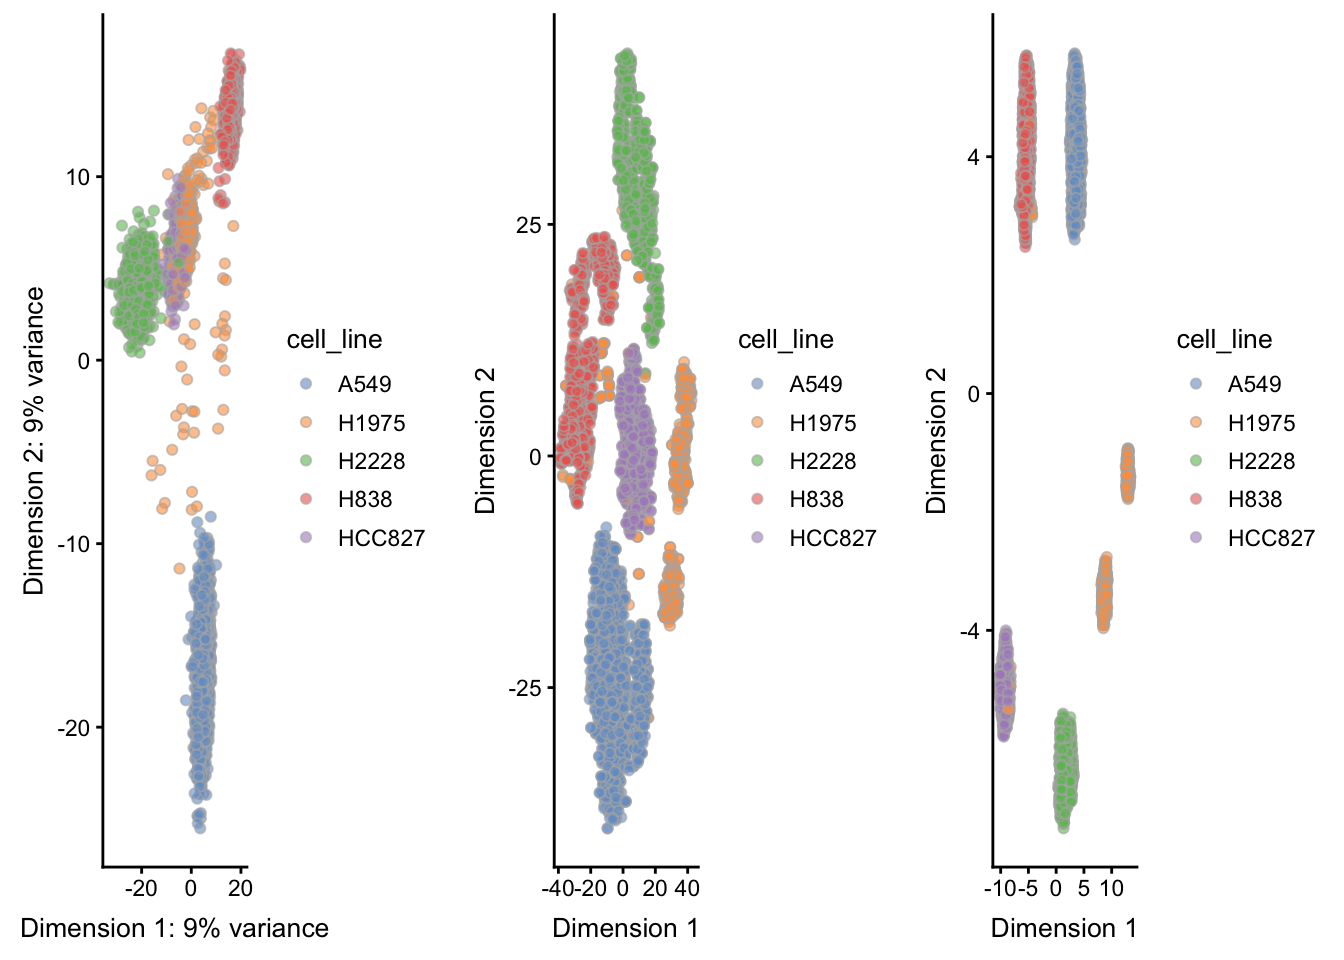 10
0
-10
-20
Dimension 2: 9% variance
-20 0 20
Dimension 1: 9% variance
cell_line
A549
H1975
H2228
H838
HCC827
25
0
-25
Dimension 2
-40 -20 0 20 40
Dimension 1
cell_line
A549
H1975
H2228
H838
HCC827
4
0
-4
Dimension 2
-10 -5 0 5 10
Dimension 1
cell_line
A549
H1975
H2228
H838
HCC827